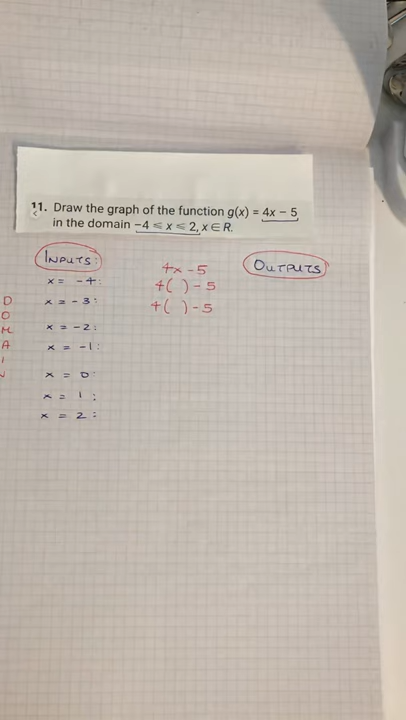 11. Draw the graph of the function g(x) = 4x – 5
in the domain –4 ⩽ x ⩽ 2, x ∈ R.
INPUTS:
4x - 5
OUTPUTS
x = -4:
4( ) - 5
x = -3:
4( ) - 5
x = -2:
x = -1:
x = 0:
x = 1:
x = 2:
DOMAIN